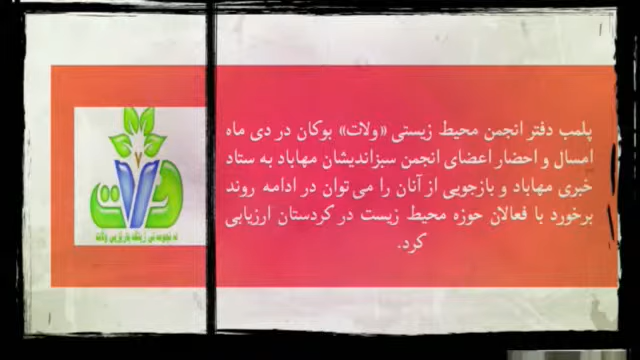 پلمب دفتر انجمن محیط زیستی «ولات» بوکان در دی ماه
امسال و احضار اعضای انجمن سبزاندیشان مهاباد به ستاد
خبری مهاباد و بازجویی از آنان را می‌توان در ادامه روند
برخورد با فعالان حوزه محیط زیست در کردستان ارزیابی
کرد.